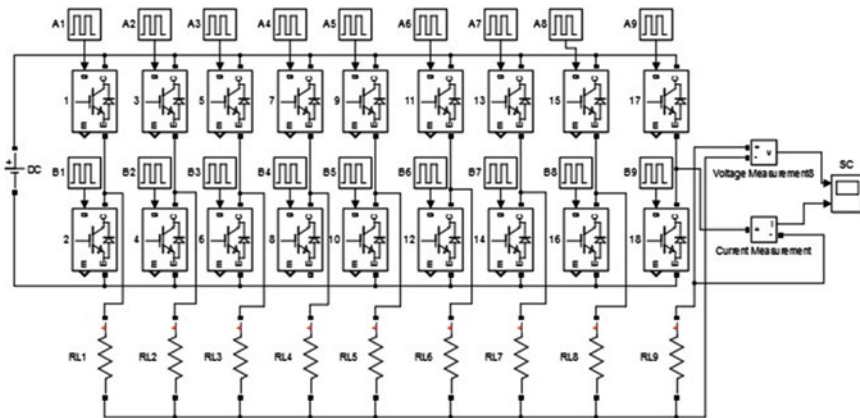 A1 A2 A3 A4 A5 A6 A7 A8 A9
g C g C g C g C g C g C g C g C g C
1 3 5 7 9 11 13 15 17
E E E E E E E E E
+ DC
B1 B2 B3 B4 B5 B6 B7 B8 B9
+ - v
Voltage Measurement8
SC
g C g C g C g C g C g C g C g C g C
2 4 6 8 10 12 14 16 18
+ i -
Current Measurement
E E E E E E E E E
+ + + + + + + + +
RL1 RL2 RL3 RL4 RL5 RL6 RL7 RL8 RL9